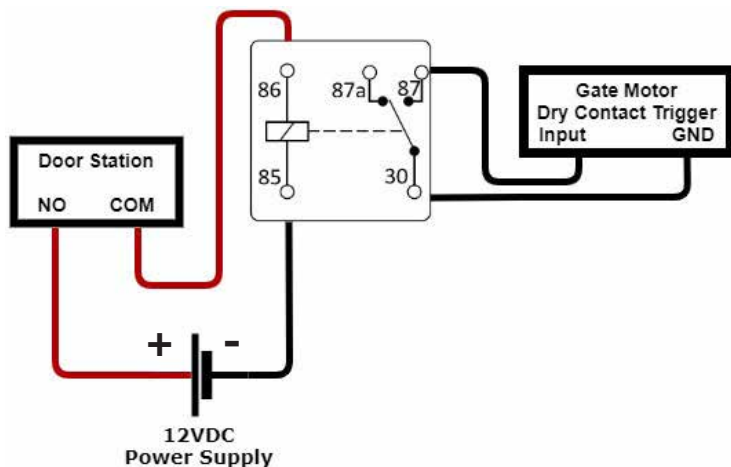 86
87a
87
Gate Motor
Dry Contact Trigger
Input GND
Door Station
NO COM
85
30
+ -
12VDC
Power Supply